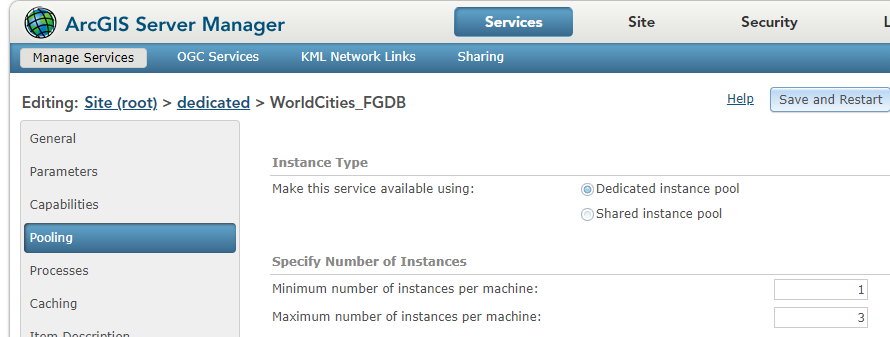 ArcGIS Server Manager
Services Site Security
Manage Services OGC Services KML Network Links Sharing
Editing: Site (root) > dedicated > WorldCities_FGDB
Help Save and Restart
General
Parameters
Capabilities
Pooling
Processes
Caching
Item Description
Instance Type
Make this service available using: Dedicated instance pool
Shared instance pool
Specify Number of Instances
Minimum number of instances per machine: 1
Maximum number of instances per machine: 3